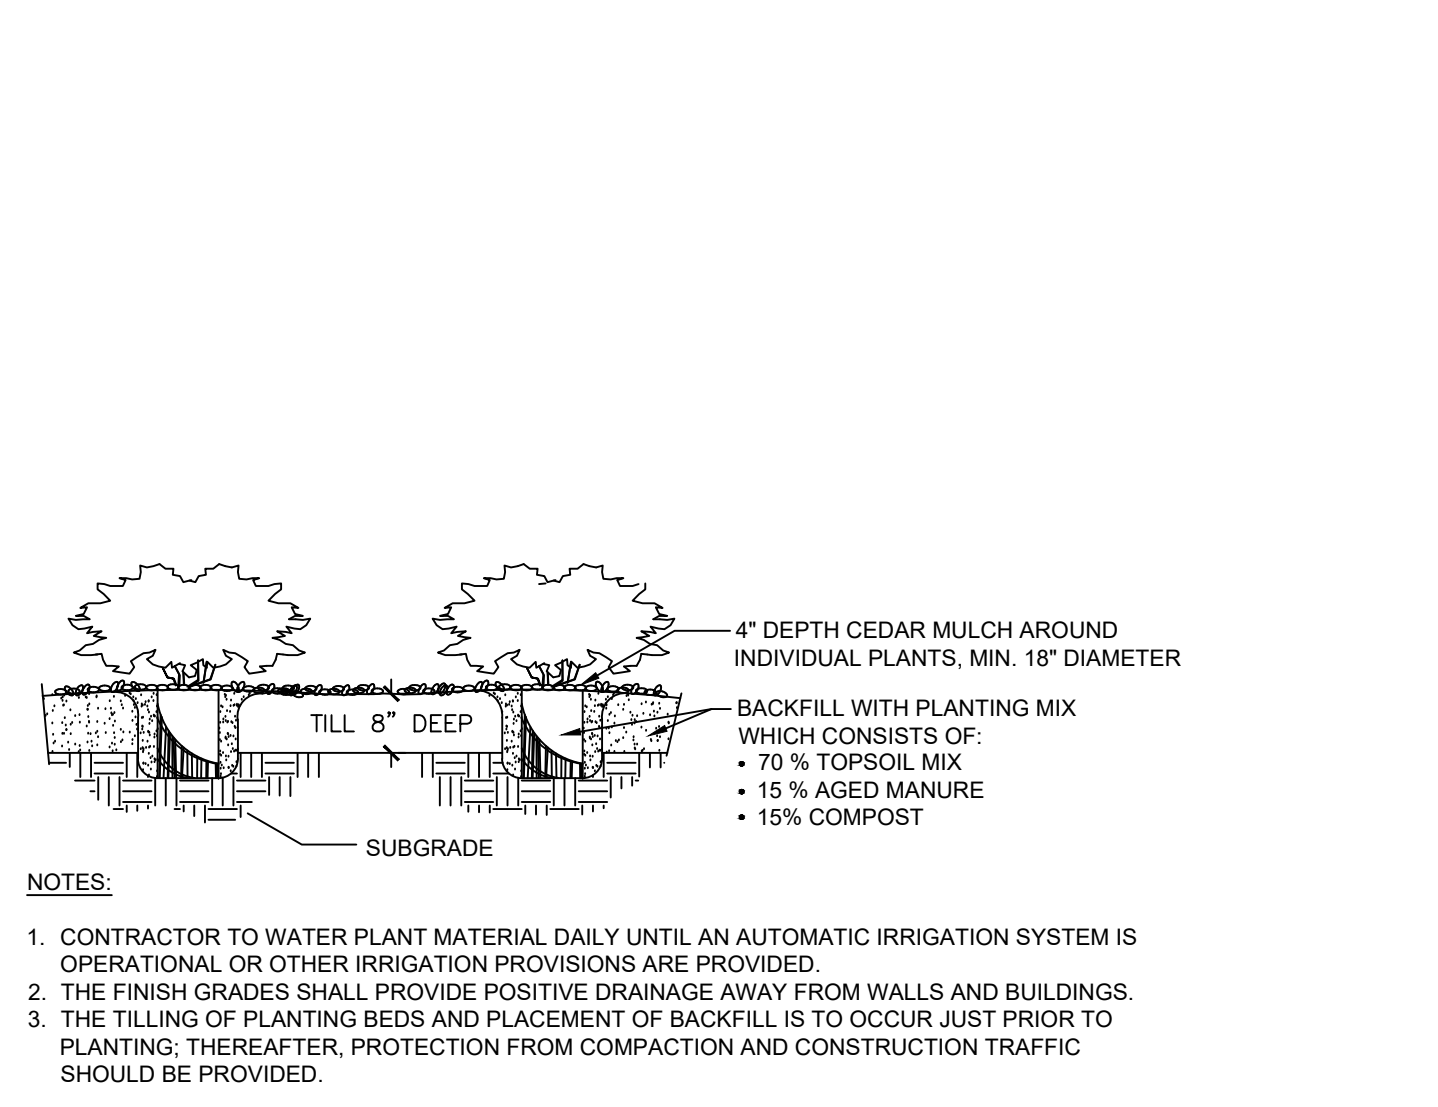 4" DEPTH CEDAR MULCH AROUND
INDIVIDUAL PLANTS, MIN. 18" DIAMETER
TILL 8” DEEP
BACKFILL WITH PLANTING MIX
WHICH CONSISTS OF:
• 70 % TOPSOIL MIX
• 15 % AGED MANURE
• 15% COMPOST
SUBGRADE
NOTES:
1. CONTRACTOR TO WATER PLANT MATERIAL DAILY UNTIL AN AUTOMATIC IRRIGATION SYSTEM IS
OPERATIONAL OR OTHER IRRIGATION PROVISIONS ARE PROVIDED.
2. THE FINISH GRADES SHALL PROVIDE POSITIVE DRAINAGE AWAY FROM WALLS AND BUILDINGS.
3. THE TILLING OF PLANTING BEDS AND PLACEMENT OF BACKFILL IS TO OCCUR JUST PRIOR TO
PLANTING; THEREAFTER, PROTECTION FROM COMPACTION AND CONSTRUCTION TRAFFIC
SHOULD BE PROVIDED.